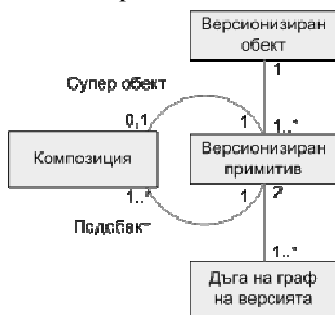 Версионизиран
обект
1
Супер обект
0,1
1
1..*
Композиция
Версионизиран
примитив
1..*
1
2
Подобект
1..*
Дъга на граф
на версията